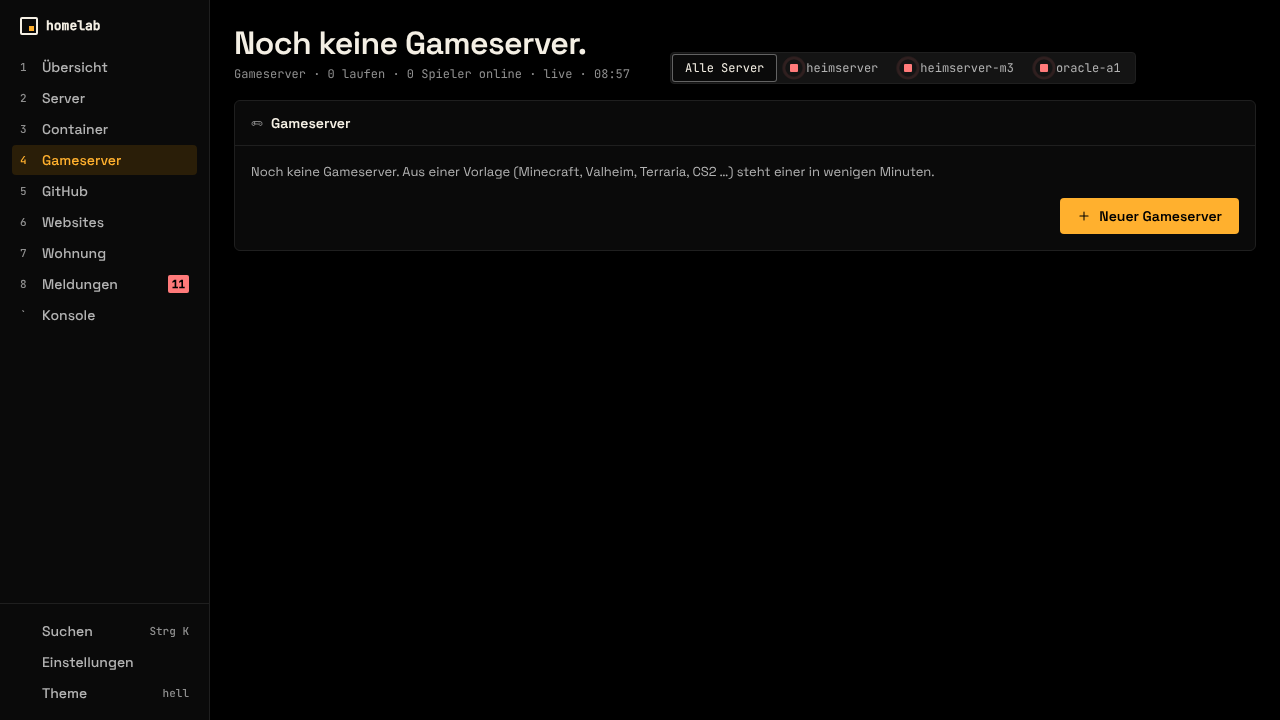 homelab
1 Übersicht
2 Server
3 Container
4 Gameserver
5 GitHub
6 Websites
7 Wohnung
8 Meldungen 11
` Konsole
Suchen Strg K
Einstellungen
Theme hell
Noch keine Gameserver.
Gameserver · 0 laufen · 0 Spieler online · live · 08:57
Alle Server heimserver heimserver-m3 oracle-a1
Gameserver
Noch keine Gameserver. Aus einer Vorlage (Minecraft, Valheim, Terraria, CS2 …) steht einer in wenigen Minuten.
+ Neuer Gameserver